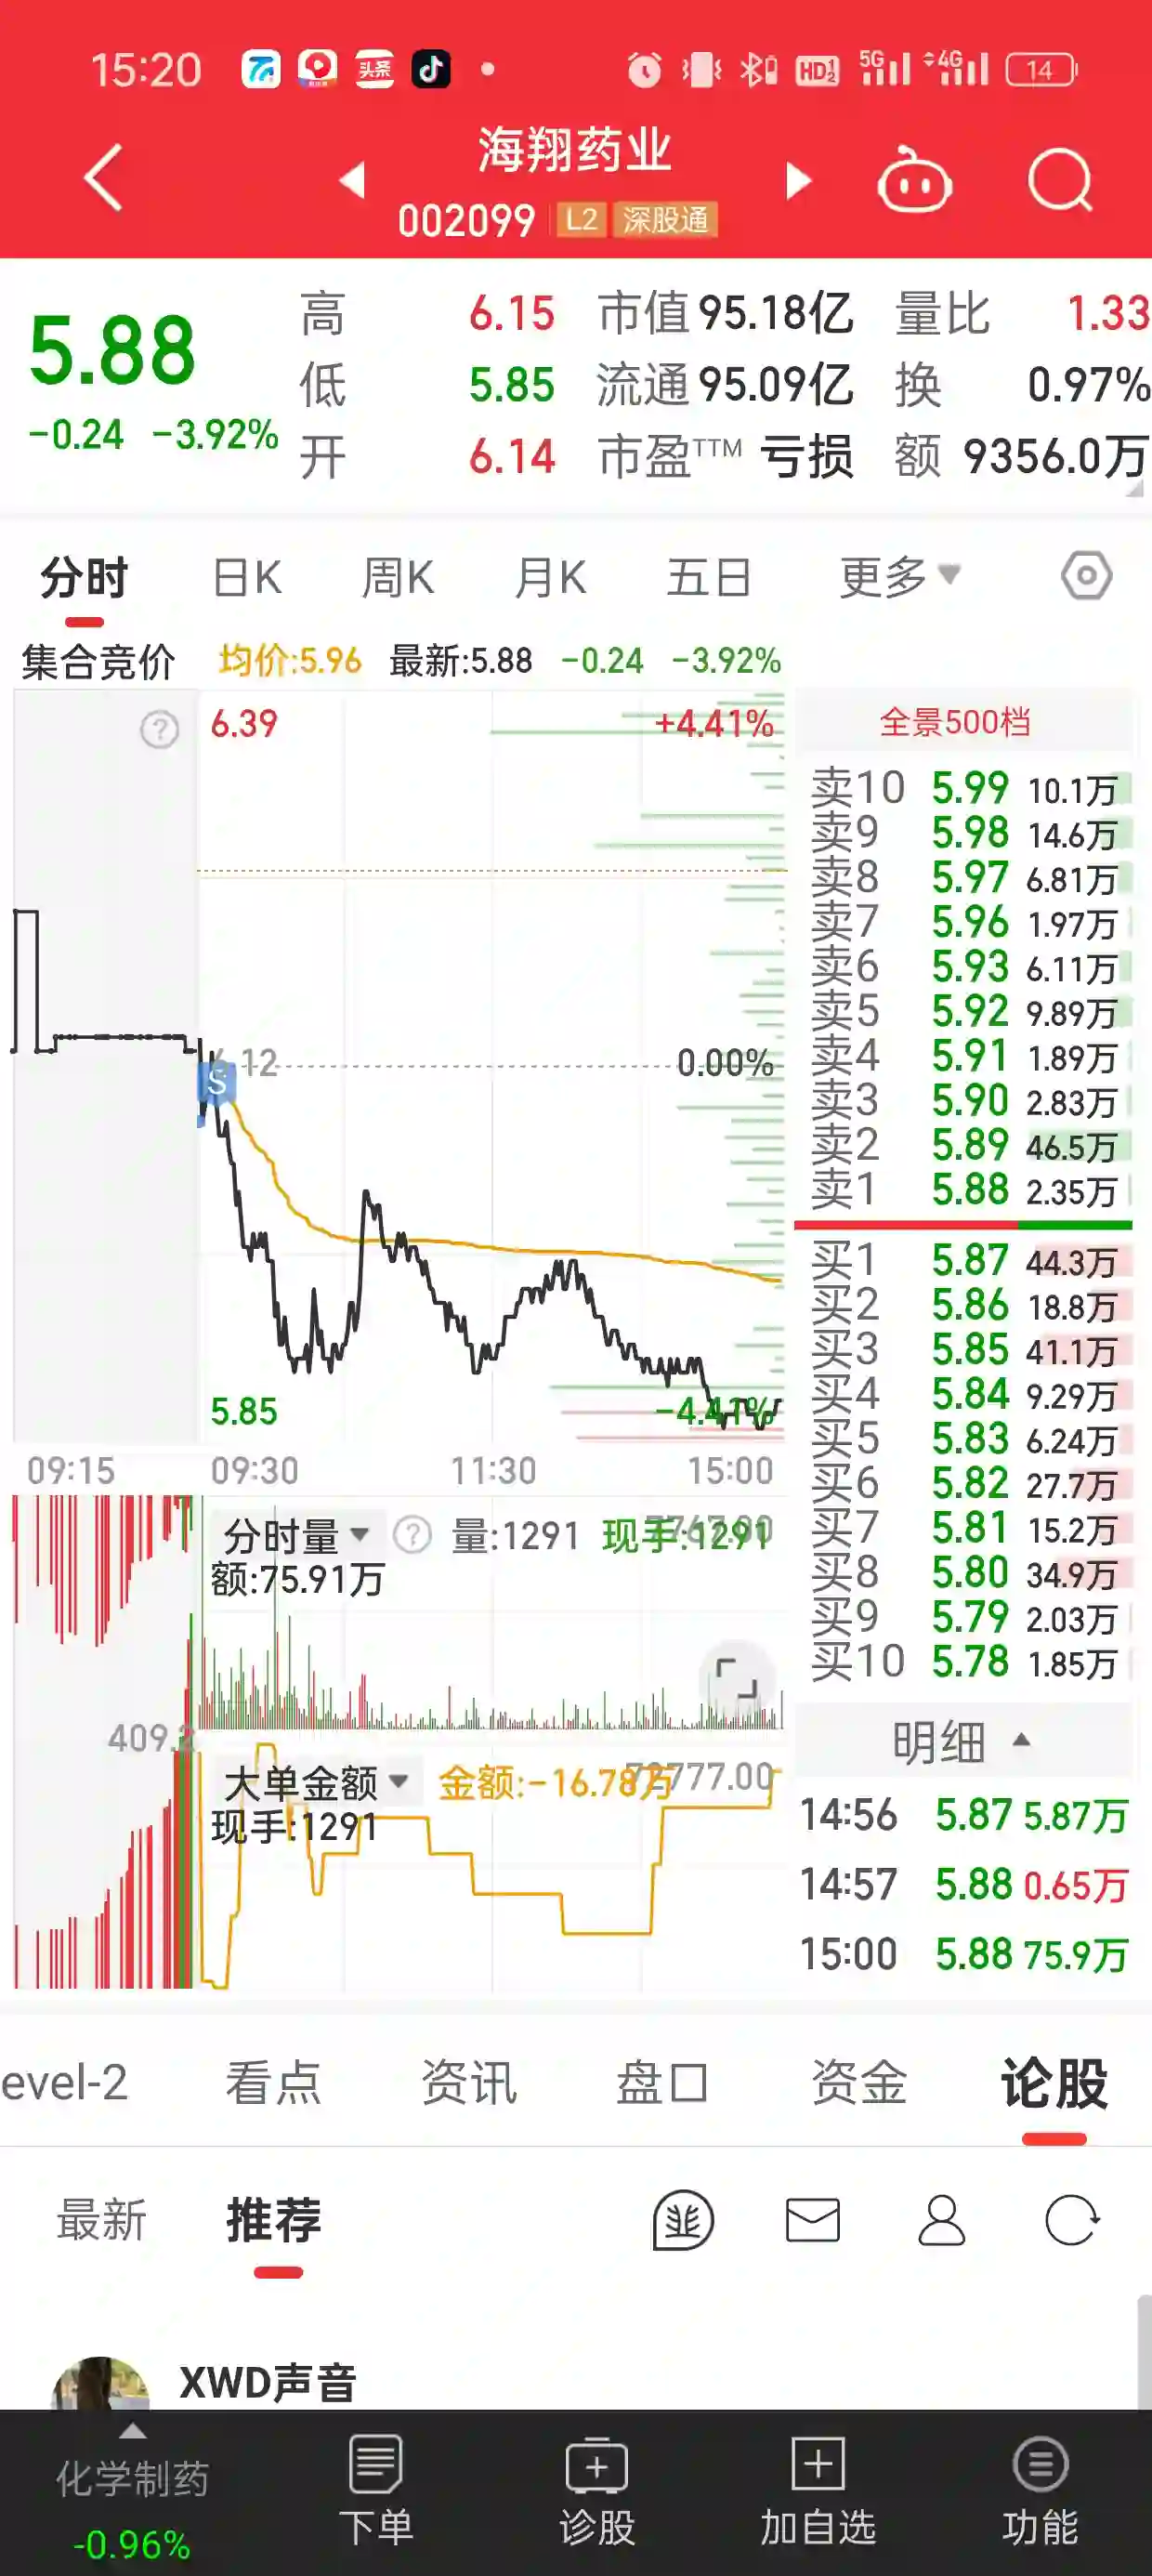 15:20
头条
HD 1 2
5G
4G
14
海翔药业
002099 L2 深股通
5.88
-0.24 -3.92%
高 6.15 市值 95.18亿 量比 1.33
低 5.85 流通 95.09亿 换 0.97%
开 6.14 市盈TTM 亏损 额 9356.0万
分时 日K 周K 月K 五日 更多
集合竞价 均价:5.96 最新:5.88 -0.24 -3.92%
?
6.39 +4.41%
S
6.12 0.00%
5.85 -4.41%
09:15 09:30 11:30 15:00
全景500档
卖10 5.99 10.1万
卖9 5.98 14.6万
卖8 5.97 6.81万
卖7 5.96 1.97万
卖6 5.93 6.11万
卖5 5.92 9.89万
卖4 5.91 1.89万
卖3 5.90 2.83万
卖2 5.89 46.5万
卖1 5.88 2.35万
买1 5.87 44.3万
买2 5.86 18.8万
买3 5.85 41.1万
买4 5.84 9.29万
买5 5.83 6.24万
买6 5.82 27.7万
买7 5.81 15.2万
买8 5.80 34.9万
买9 5.79 2.03万
买10 5.78 1.85万
分时量 ? 量:1291 现手:1291
额:75.91万
409.2
大单金额 金额:-16.78万
现手:1291
明细
14:56 5.87 5.87万
14:57 5.88 0.65万
15:00 5.88 75.9万
evel-2 看点 资讯 盘口 资金 论股
最新 推荐
XWD声音
化学制药
-0.96%
下单
诊股
加自选
功能